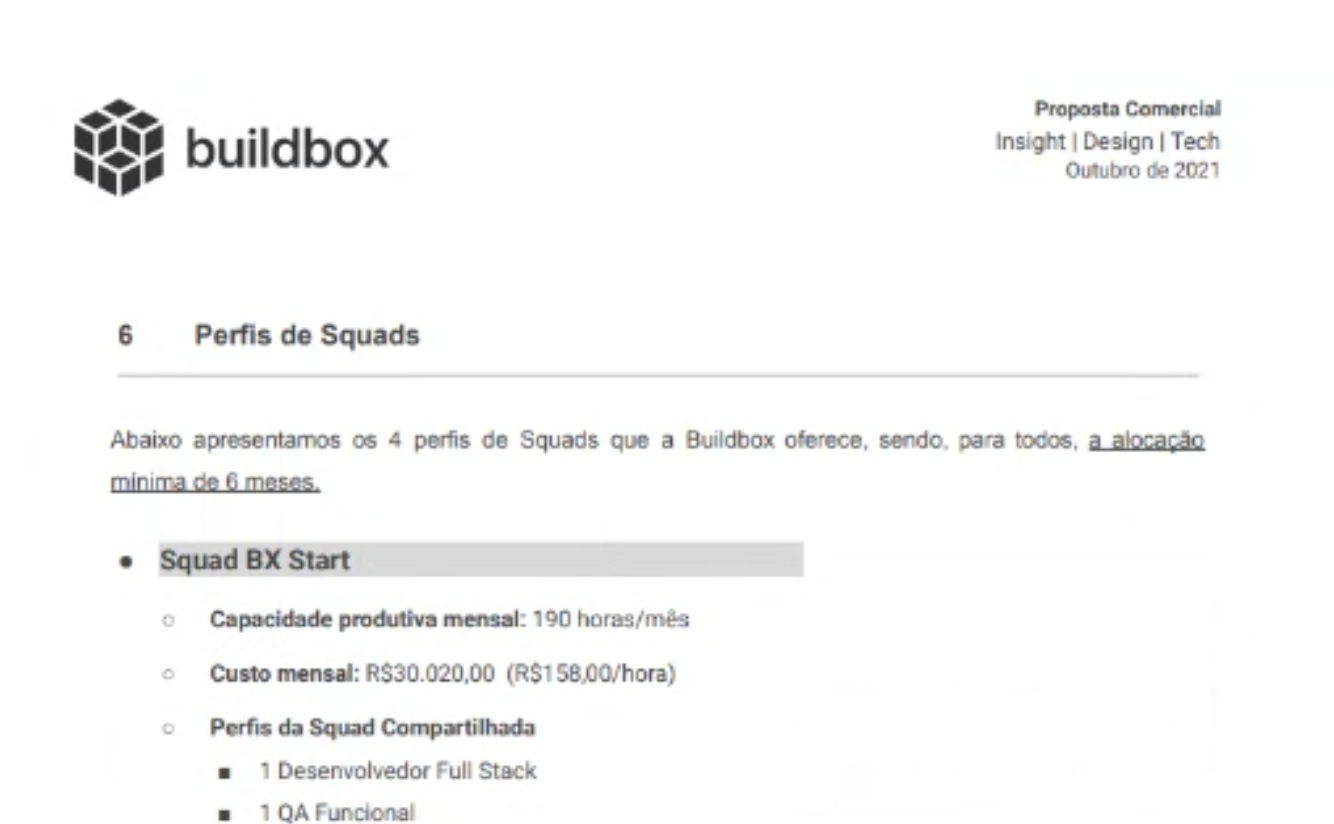 buildbox
Proposta Comercial
Insight | Design | Tech
Outubro de 2021
6 Perfis de Squads
Abaixo apresentamos os 4 perfis de Squads que a Buildbox oferece, sendo, para todos, a alocação
mínima de 6 meses.
● Squad BX Start
○ Capacidade produtiva mensal: 190 horas/mês
○ Custo mensal: R$30.020,00 (R$158,00/hora)
○ Perfis da Squad Compartilhada
■ 1 Desenvolvedor Full Stack
■ 1 QA Funcional